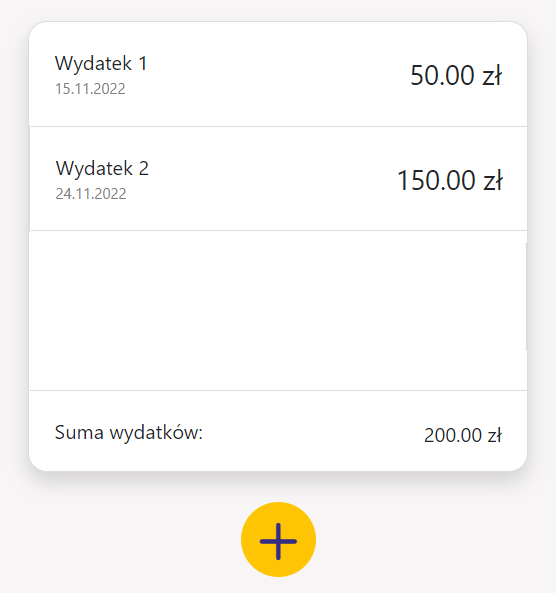 Wydatek 1
50.00 zł
15.11.2022
Wydatek 2
150.00 zł
24.11.2022
Suma wydatków:
200.00 zł